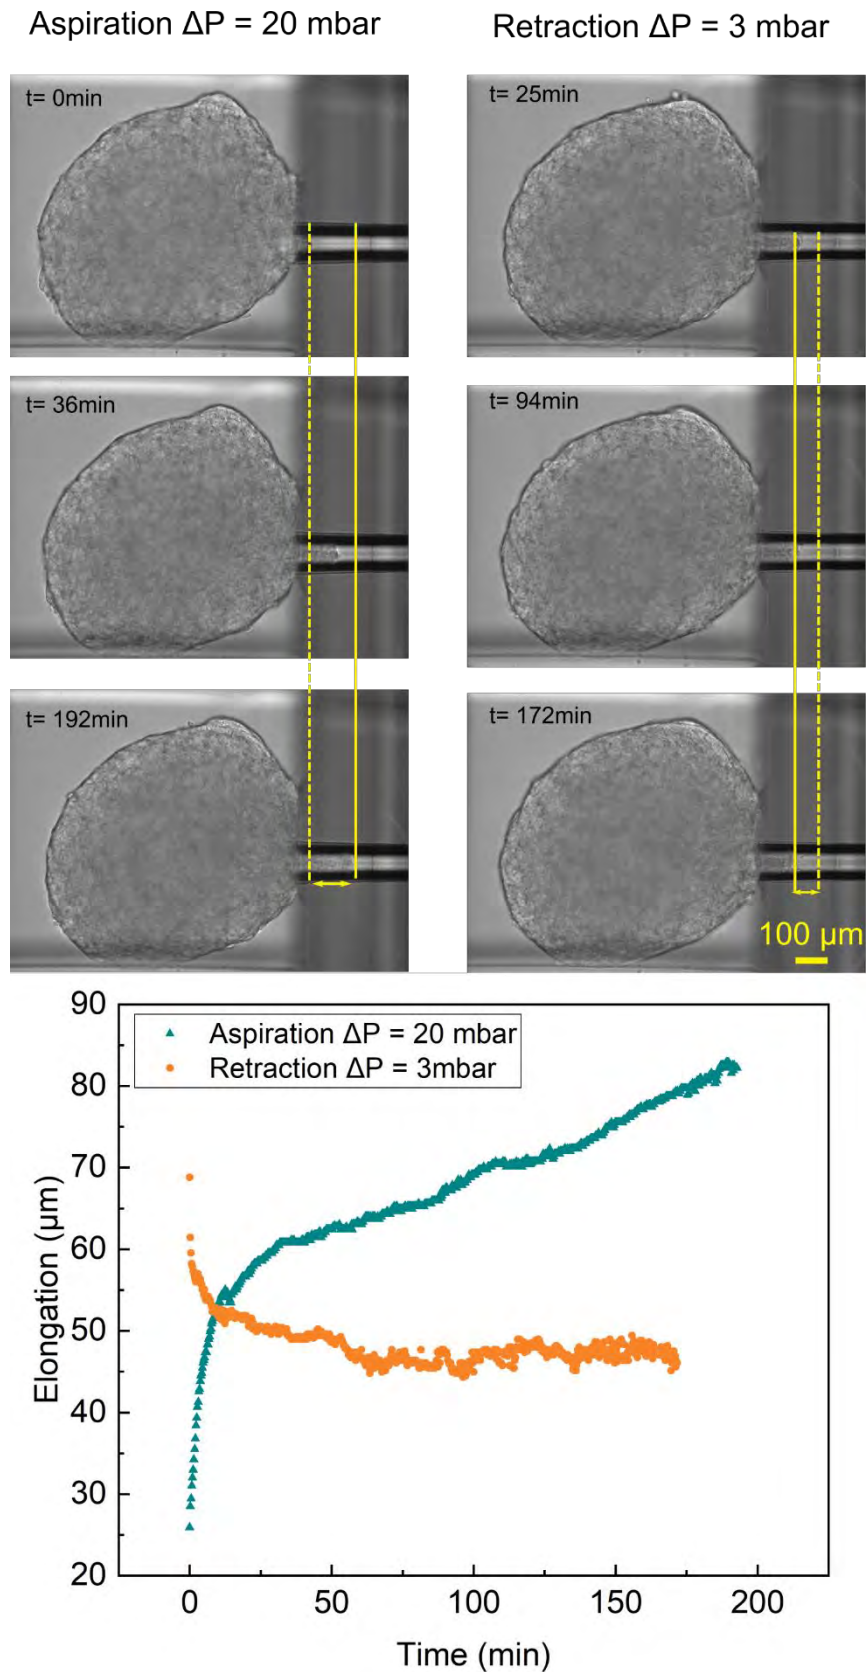 Aspiration ΔP = 20 mbar
Retraction ΔP = 3 mbar
t= 0min
t= 25min
t= 36min
t= 94min
t= 192min
t= 172min
100 µm
90
80
70
60
50
40
30
20
Elongation (µm)
Aspiration ΔP = 20 mbar
Retraction ΔP = 3mbar
0
50
100
150
200
Time (min)